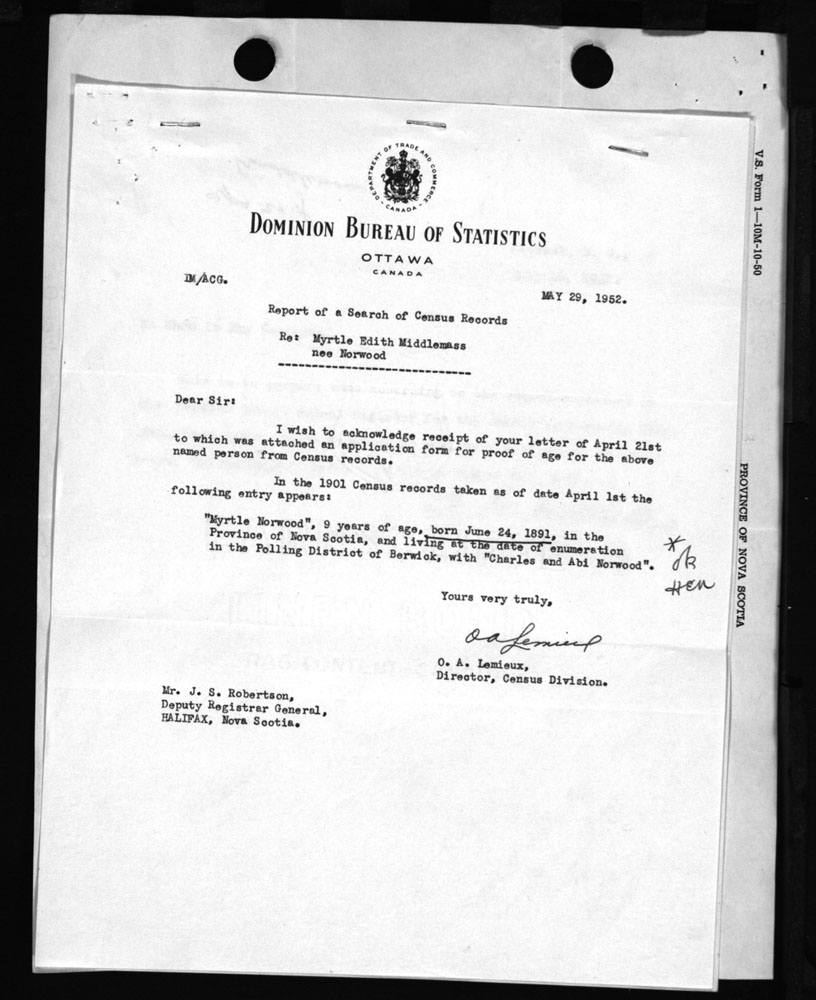 DEPARTMENT OF TRADE AND COMMERCE
CANADA
DOMINION BUREAU OF STATISTICS
OTTAWA
CANADA
IM/ACG.
MAY 29, 1952.
Report of a Search of Census Records
Re: Myrtle Edith Middlemass
nee Norwood
----------------------------
Dear Sir:
I wish to acknowledge receipt of your letter of April 21st
to which was attached an application form for proof of age for the above
named person from Census records.
In the 1901 Census records taken as of date April 1st the
following entry appears:
"Myrtle Norwood", 9 years of age, born June 24, 1891, in the
Province of Nova Scotia, and living at the date of enumeration
in the Polling District of Berwick, with "Charles and Abi Norwood".
* ok
HEM
Yours very truly,
O A Lemieux
O. A. Lemieux,
Director, Census Division.
Mr. J. S. Robertson,
Deputy Registrar General,
HALIFAX, Nova Scotia.
V.S. Form 1—10M-10-50
PROVINCE OF NOVA SCOTIA